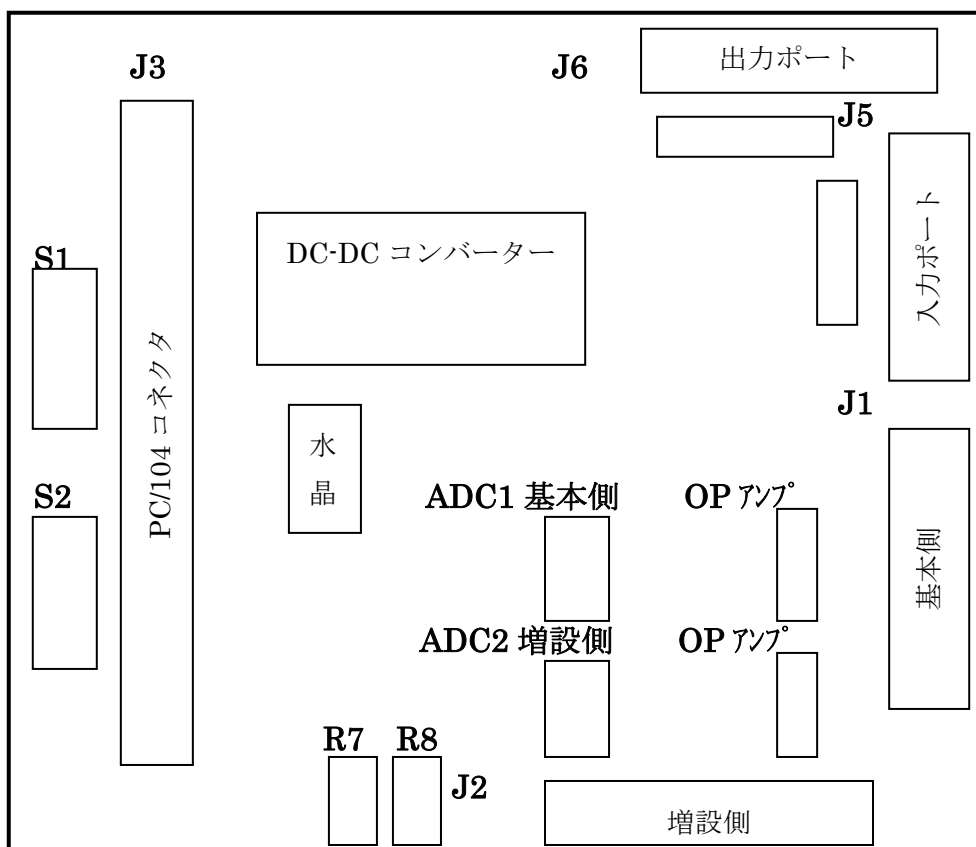 J3
J6
出力ポート
J5
S1
DC-DC コンバーター
入力ポート
PC/104 コネクタ
J1
水
晶
S2
ADC1 基本側
OP アンプ
基本側
ADC2 増設側
OP アンプ
R7
R8
J2
増設側